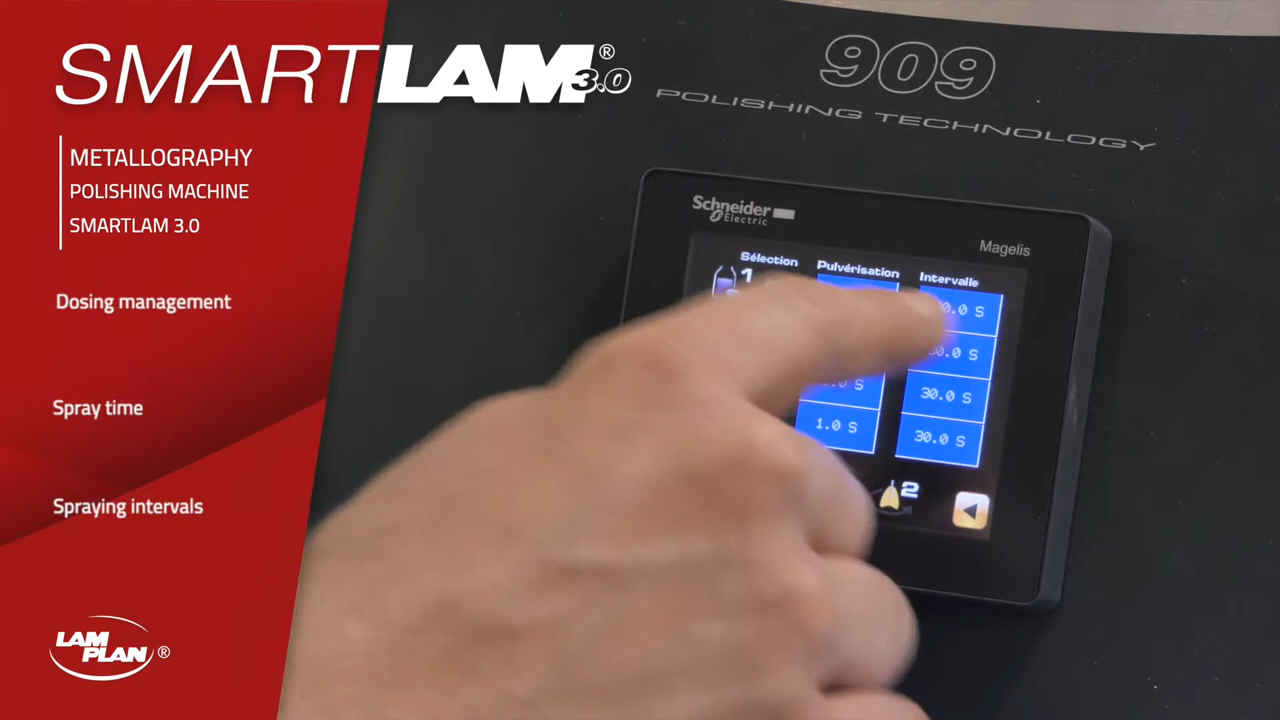 SMARTLAM® 3.0
METALLOGRAPHY
POLISHING MACHINE
SMARTLAM 3.0
Dosing management
Spray time
Spraying intervals
LAM PLAN®
909
POLISHING TECHNOLOGY
Schneider Electric
Magelis
Sélection Pulvérisation Intervalle
1
30.0 S
1.0 S 30.0 S
2